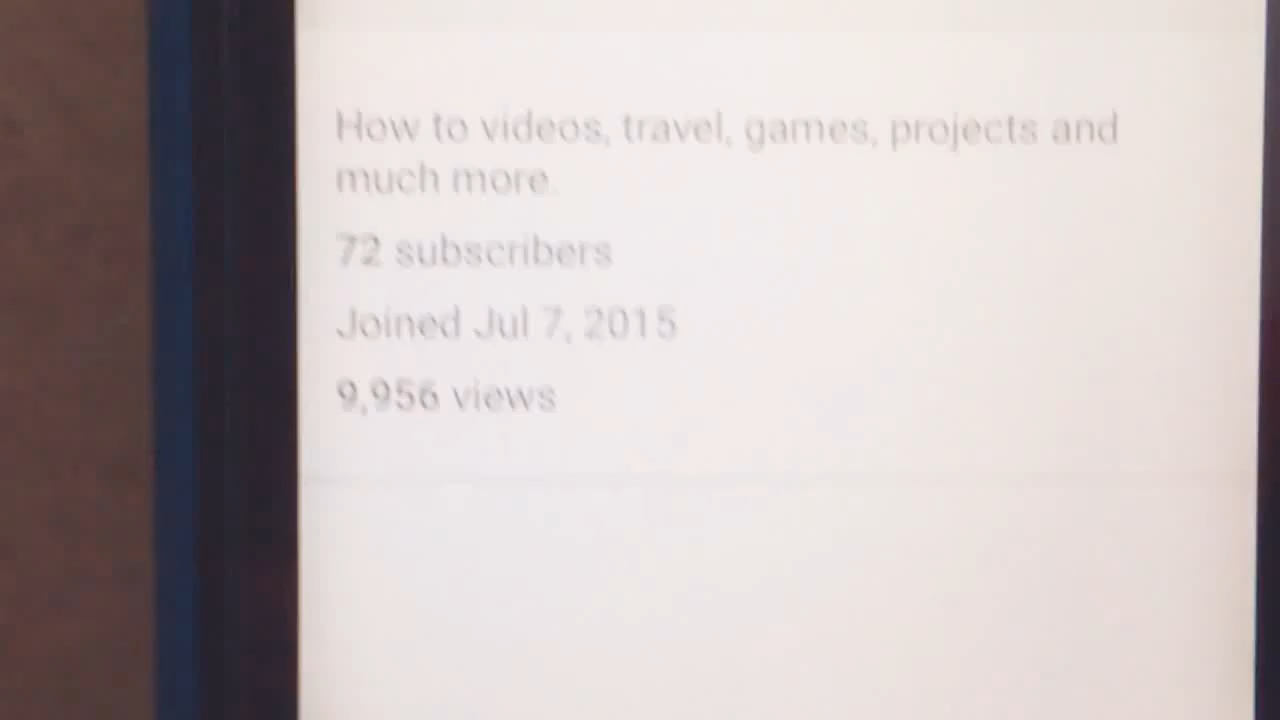 How to videos, travel, games, projects and
much more.
72 subscribers
Joined Jul 7, 2015
9,956 views